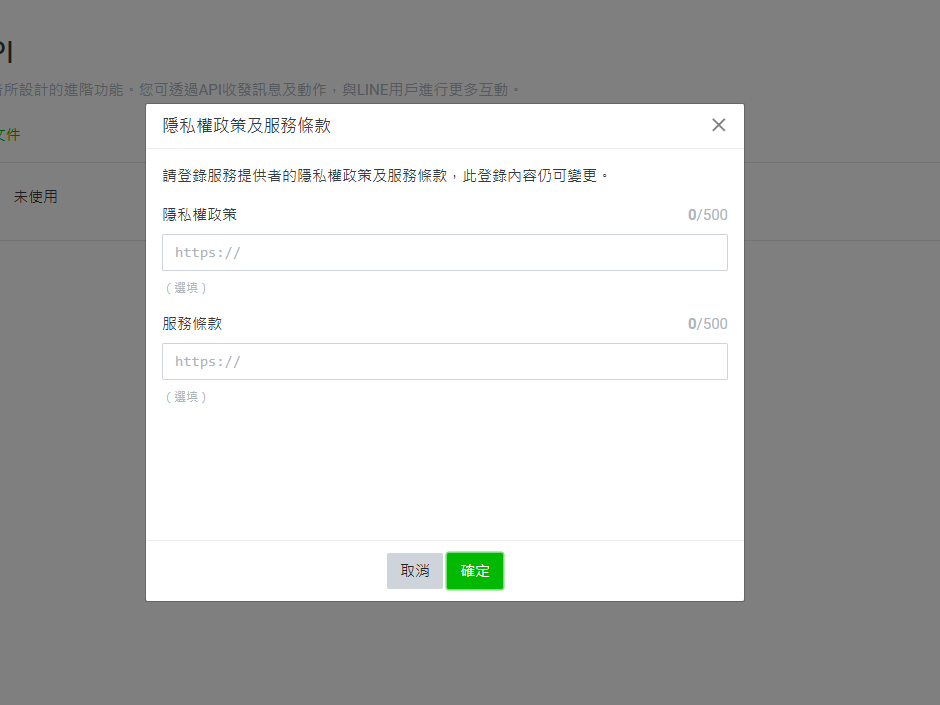 PI
所設計的進階功能。您可透過API收發訊息及動作，與LINE用戶進行更多互動。
文件
未使用
隱私權政策及服務條款
請登錄服務提供者的隱私權政策及服務條款，此登錄內容仍可變更。
隱私權政策 0/500
https://
（選填）
服務條款 0/500
https://
（選填）
取消 確定